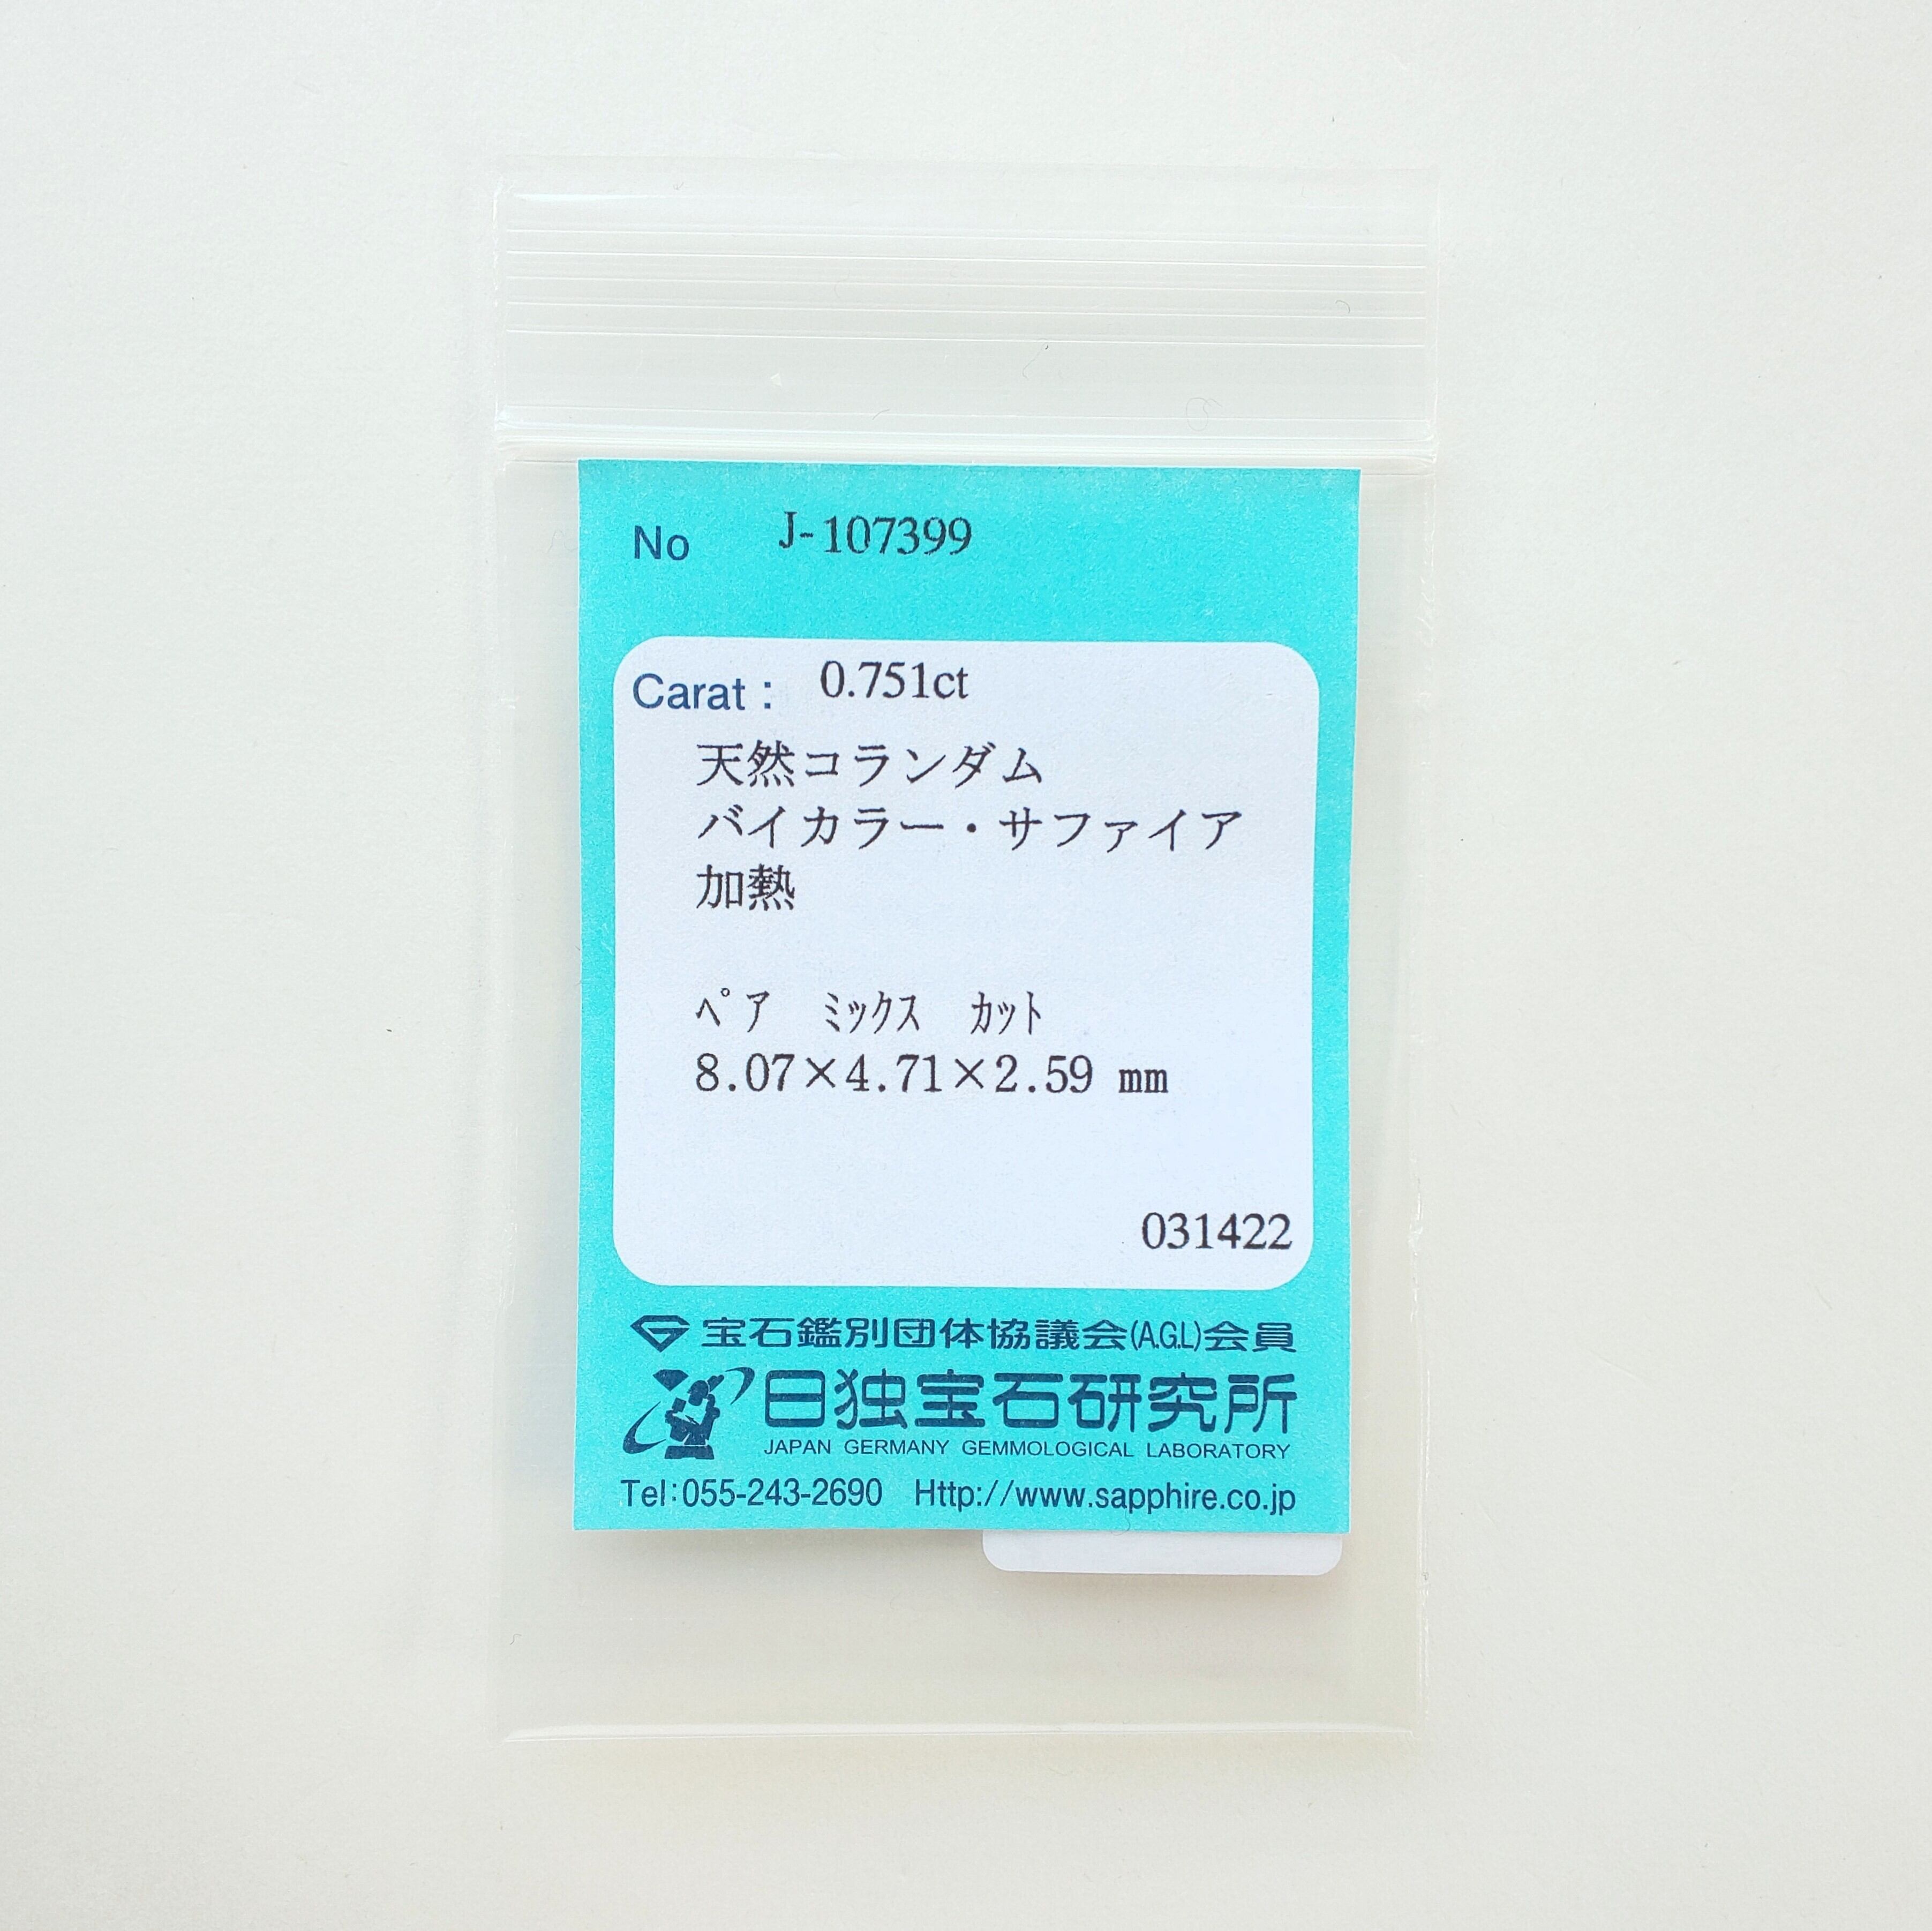 No J-107399
Carat : 0.751ct
天然コランダム
バイカラー・サファイア
加熱
ﾍﾟｱ ﾐｯｸｽ ｶｯﾄ
8.07×4.71×2.59 mm
031422
宝石鑑別団体協議会(A.G.L)会員
日独宝石研究所
JAPAN GERMANY GEMMOLOGICAL LABORATORY
Tel:055-243-2690 Http://www.sapphire.co.jp